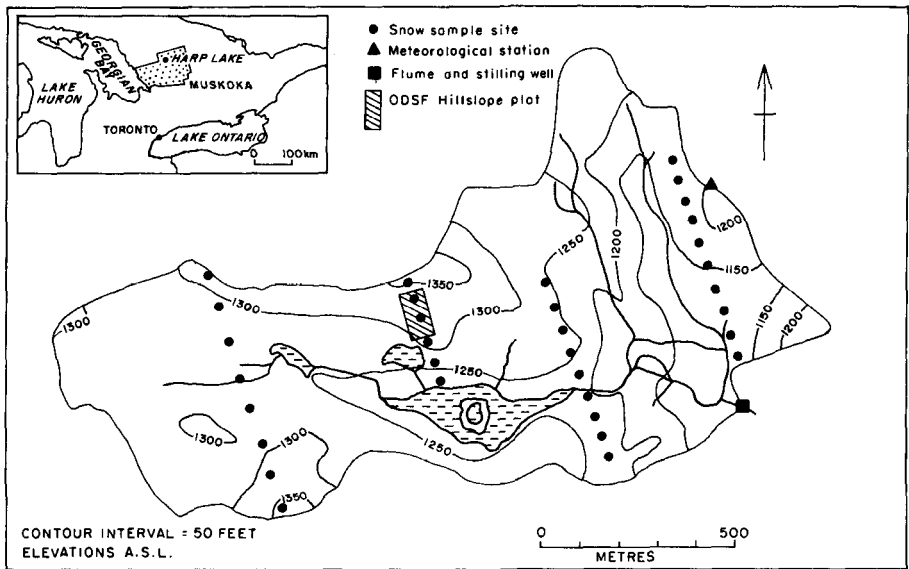 GEORGIAN
BAY
HARP LAKE
MUSKOKA
LAKE
HURON
TORONTO
LAKE ONTARIO
0 100km
Snow sample site
Meteorological station
Flume and stilling well
ODSF Hillslope plot
1250
1200
1200
1150
1350
1300
1300
1300
1150
1200
1250
1300
1300
1250
1350
CONTOUR INTERVAL = 50 FEET
ELEVATIONS A.S.L.
0 500
METRES